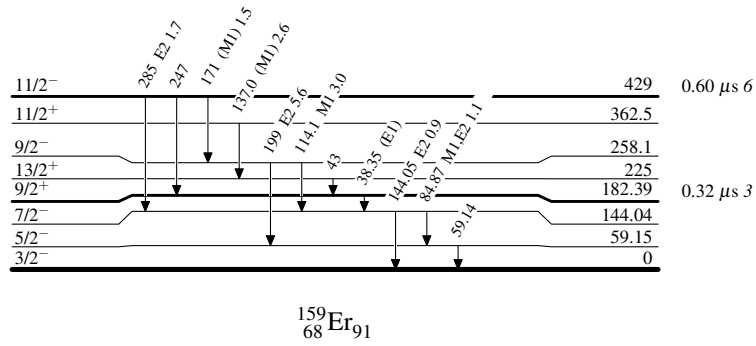 285 E2 1.7
247
171 (M1) 1.5
137.0 (M1) 2.6
199 E2 5.6
114.1 M1 3.0
43
38.35 (E1)
144.05 E2 0.9
84.87 M1,E2 1.1
59.14
11/2⁻ 429 0.60 μs 6
11/2⁺ 362.5
9/2⁻ 258.1
13/2⁺ 225
9/2⁺ 182.39 0.32 μs 3
7/2⁻ 144.04
5/2⁻ 59.15
3/2⁻ 0
¹⁵⁹₆₈Er₉₁